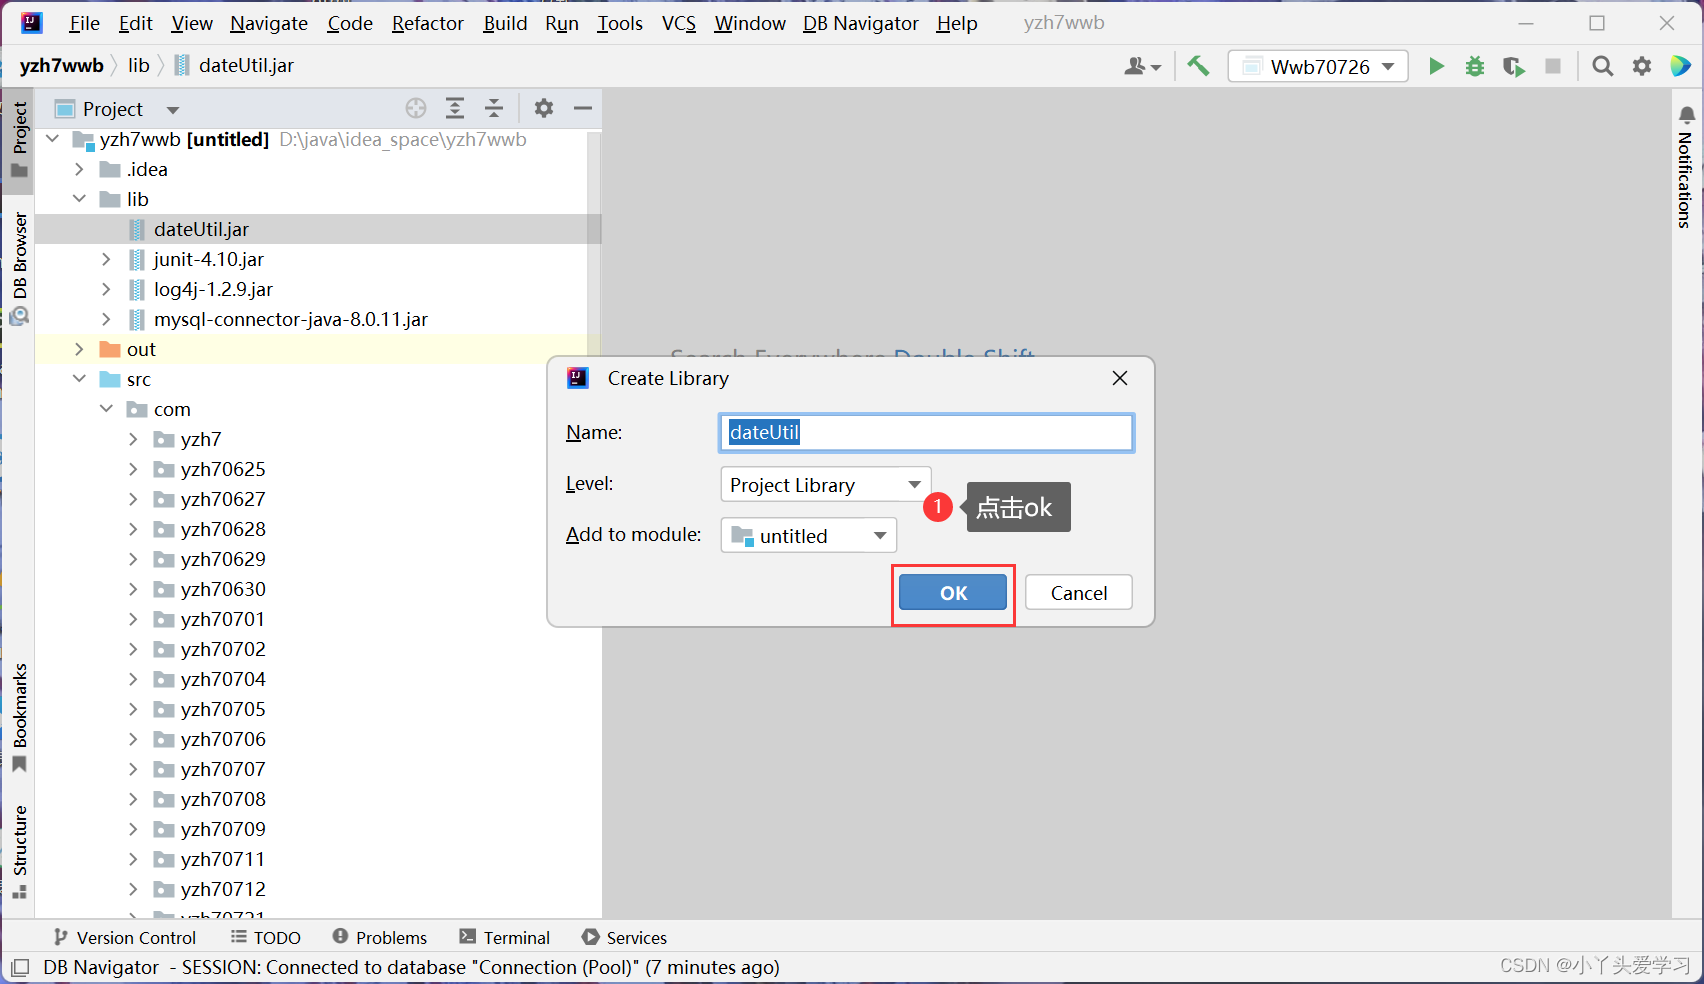 File Edit View Navigate Code Refactor Build Run Tools VCS Window DB Navigator Help yzh7wwb
yzh7wwb lib dateUtil.jar Wwb70726
Project
Project
DB Browser
Bookmarks
Structure
Notifications
yzh7wwb [untitled] D:\java\idea_space\yzh7wwb
.idea
lib
dateUtil.jar
junit-4.10.jar
log4j-1.2.9.jar
mysql-connector-java-8.0.11.jar
out
src
com
yzh7
yzh70625
yzh70627
yzh70628
yzh70629
yzh70630
yzh70701
yzh70702
yzh70704
yzh70705
yzh70706
yzh70707
yzh70708
yzh70709
yzh70711
yzh70712
yzh70721
Search Everywhere Double Shift
Create Library
Name: dateUtil
Level: Project Library
1 点击ok
Add to module: untitled
OK Cancel
Version Control TODO Problems Terminal Services
DB Navigator - SESSION: Connected to database "Connection (Pool)" (7 minutes ago)
CSDN @小丫头爱学习